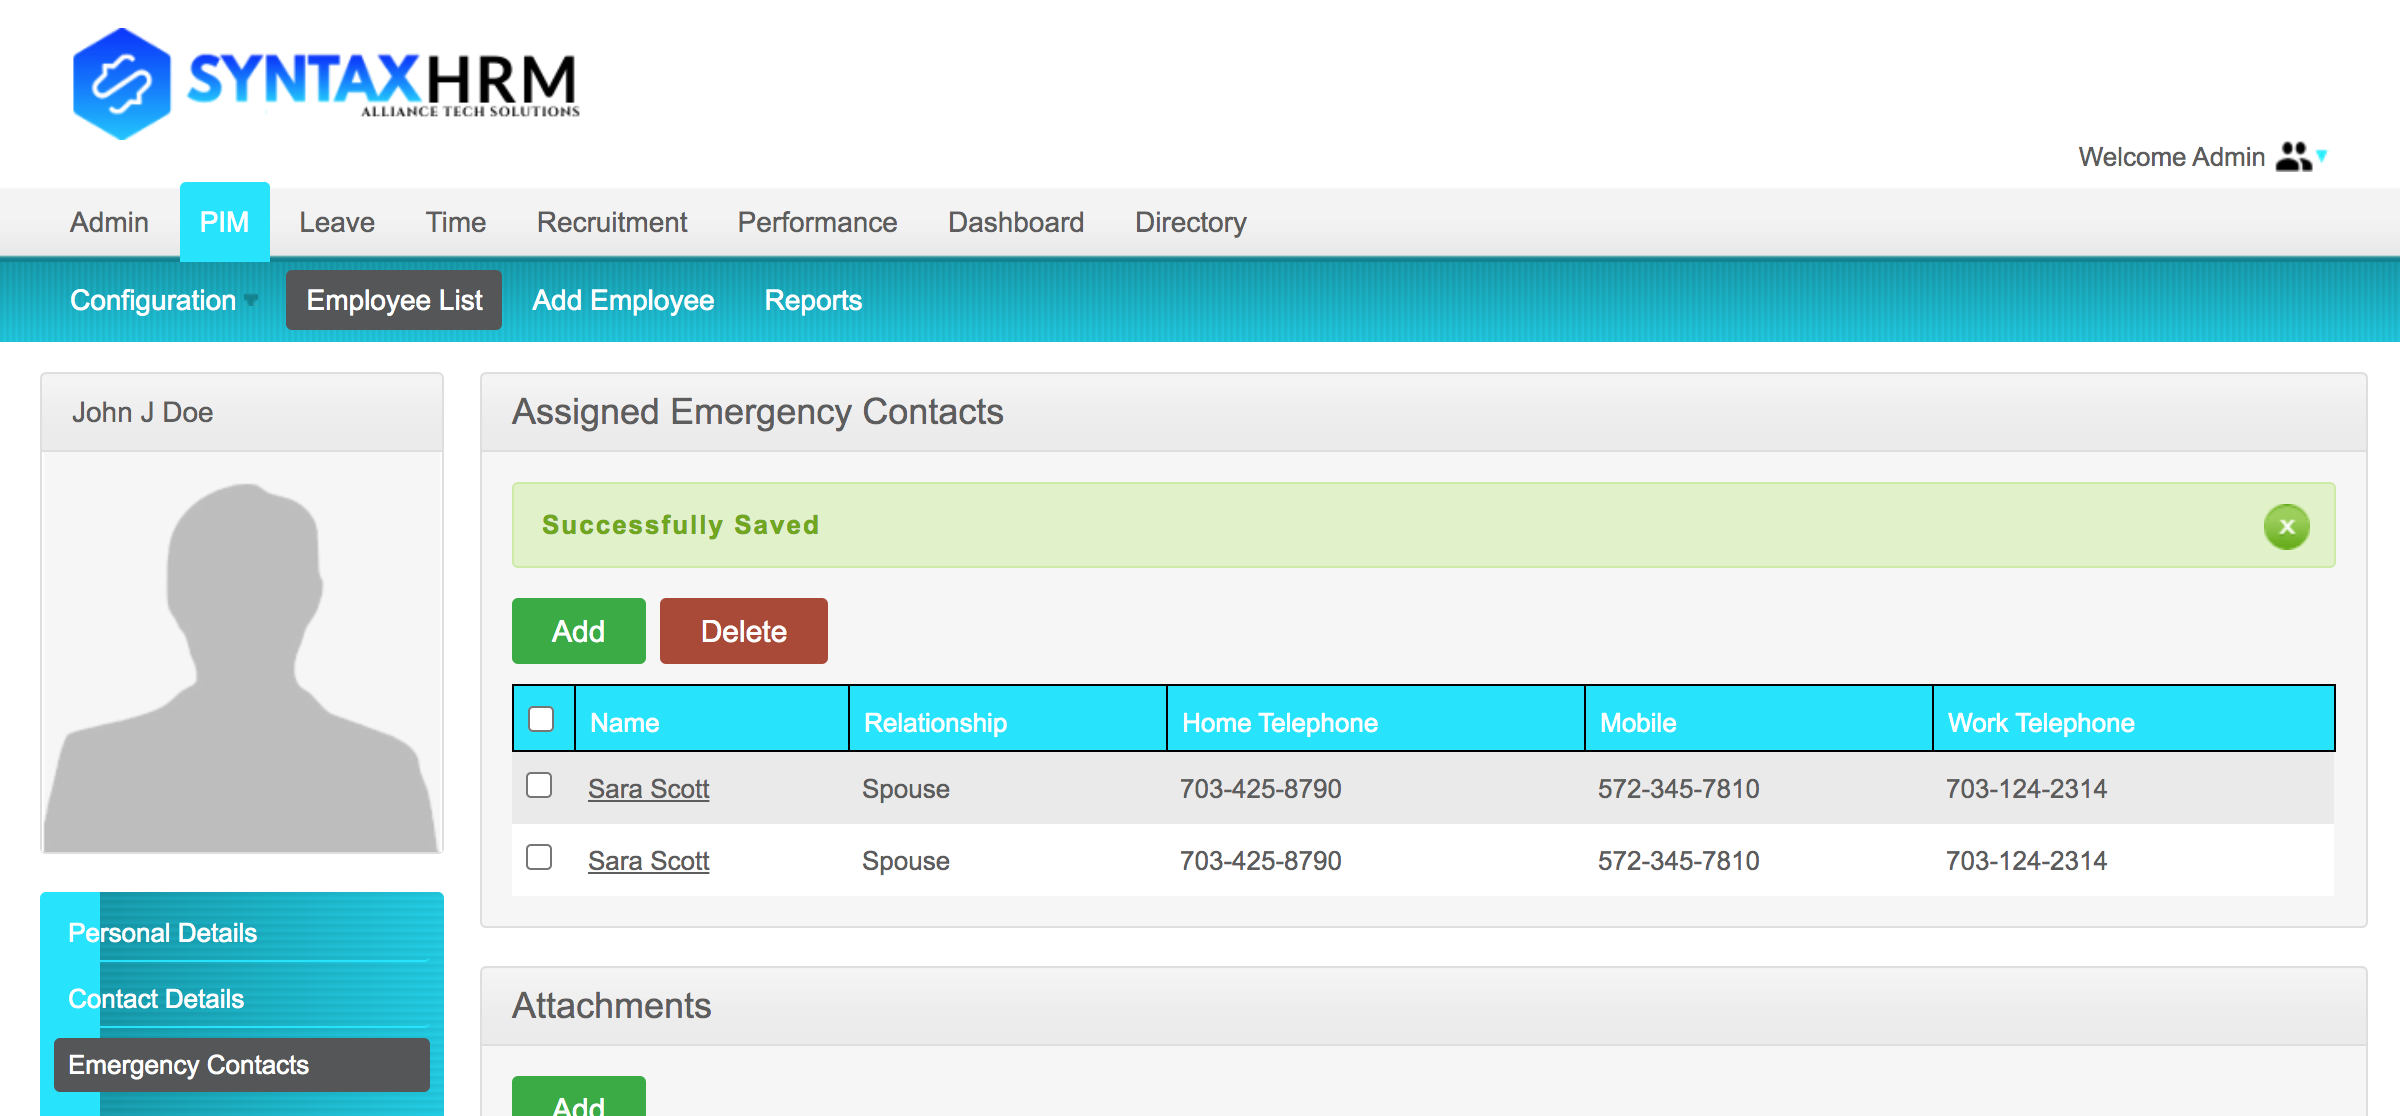 SYNTAXHRM
ALLIANCE TECH SOLUTIONS
Welcome Admin
Admin PIM Leave Time Recruitment Performance Dashboard Directory
Configuration Employee List Add Employee Reports
John J Doe
Assigned Emergency Contacts
Successfully Saved
x
Add Delete
Name Relationship Home Telephone Mobile Work Telephone
Sara Scott Spouse 703-425-8790 572-345-7810 703-124-2314
Sara Scott Spouse 703-425-8790 572-345-7810 703-124-2314
Personal Details
Contact Details
Emergency Contacts
Attachments
Add